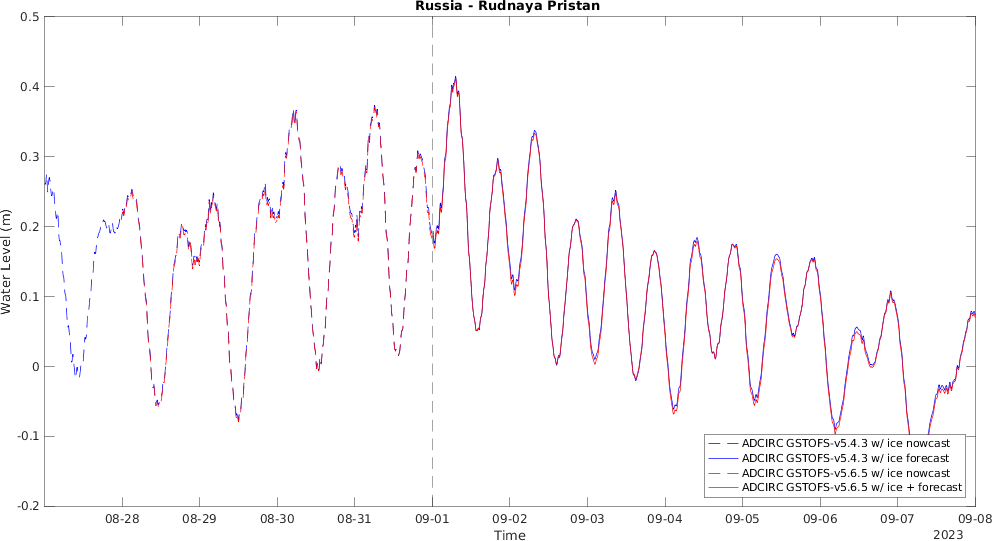 Russia - Rudnaya Pristan
0.5
0.4
0.3
0.2
0.1
0
-0.1
-0.2
Water Level (m)
ADCIRC GSTOFS-v5.4.3 w/ ice nowcast
ADCIRC GSTOFS-v5.4.3 w/ ice forecast
ADCIRC GSTOFS-v5.6.5 w/ ice nowcast
ADCIRC GSTOFS-v5.6.5 w/ ice + forecast
08-28 08-29 08-30 08-31 09-01 09-02 09-03 09-04 09-05 09-06 09-07 09-08
Time
2023